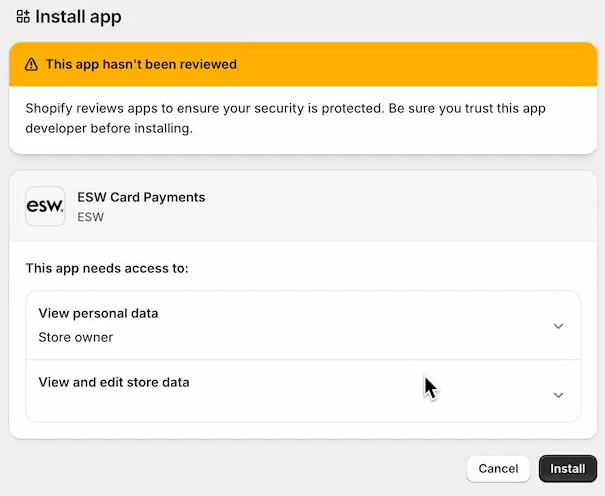 Install app
This app hasn't been reviewed
Shopify reviews apps to ensure your security is protected. Be sure you trust this app
developer before installing.
esw.
ESW Card Payments
ESW
This app needs access to:
View personal data
Store owner
View and edit store data
Cancel
Install